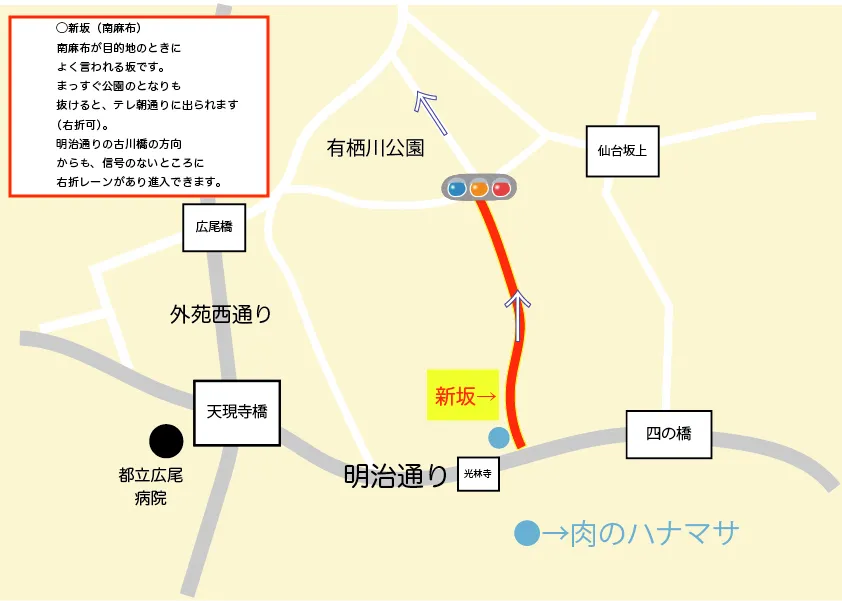 ◯新坂（南麻布）
南麻布が目的地のときに
よく言われる坂です。
まっすぐ公園のとなりも
抜けると、テレ朝通りに出られます
（右折可）。
明治通りの古川橋の方向
からも、信号のないところに
右折レーンがあり進入できます。
有栖川公園
仙台坂上
広尾橋
外苑西通り
新坂→
天現寺橋
四の橋
都立広尾
病院
明治通り
光林寺
→肉のハナマサ